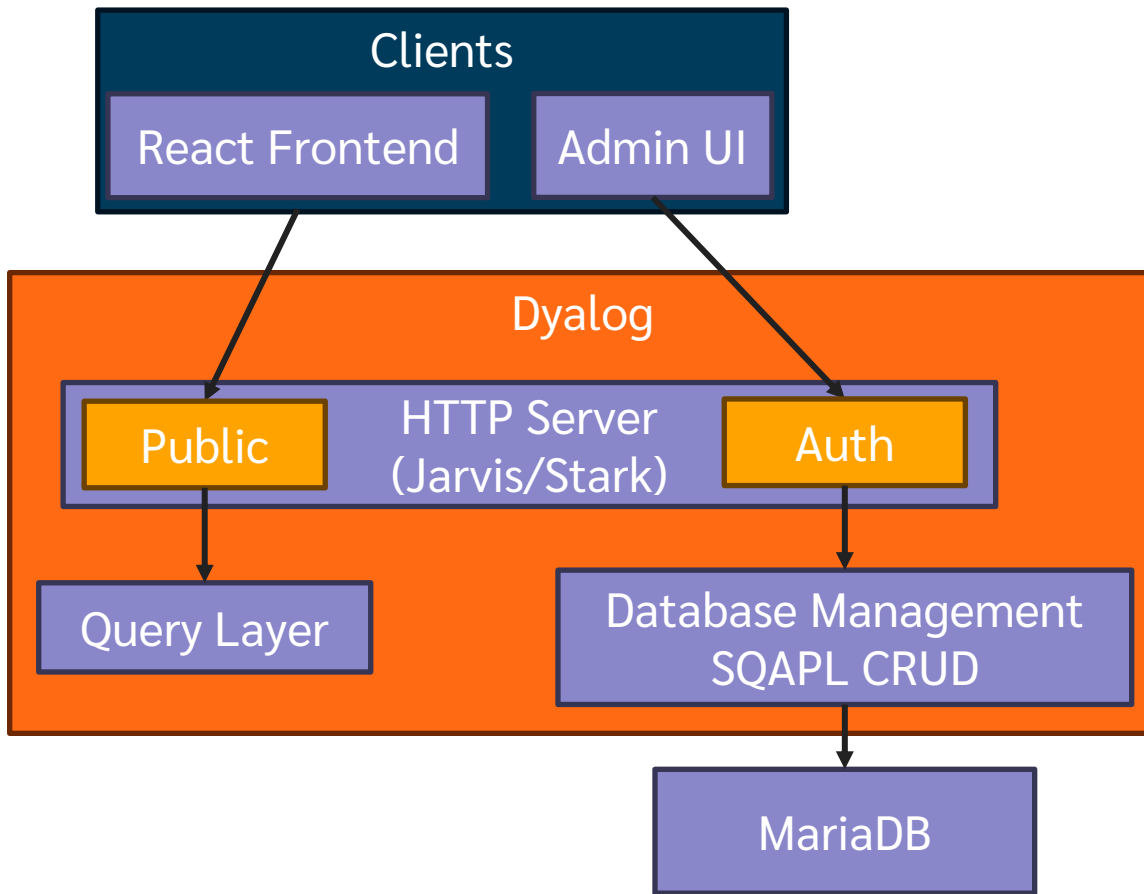 Clients
React Frontend
Admin UI
Dyalog
Public
HTTP Server
(Jarvis/Stark)
Auth
Query Layer
Database Management
SQAPL CRUD
MariaDB